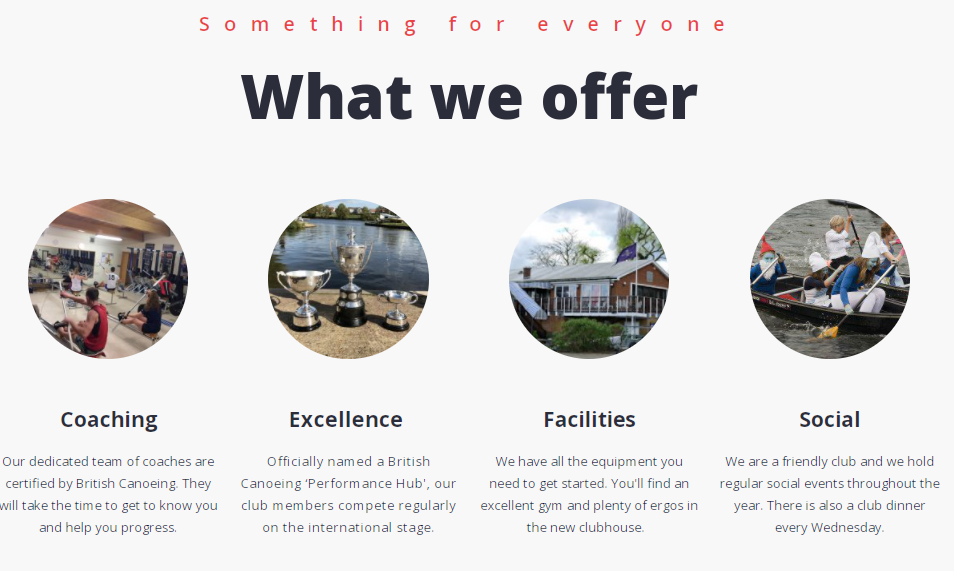 Something for everyone
What we offer
Coaching
Our dedicated team of coaches are
certified by British Canoeing. They
will take the time to get to know you
and help you progress.
Excellence
Officially named a British
Canoeing 'Performance Hub', our
club members compete regularly
on the international stage.
Facilities
We have all the equipment you
need to get started. You'll find an
excellent gym and plenty of ergos in
the new clubhouse.
Social
We are a friendly club and we hold
regular social events throughout the
year. There is also a club dinner
every Wednesday.